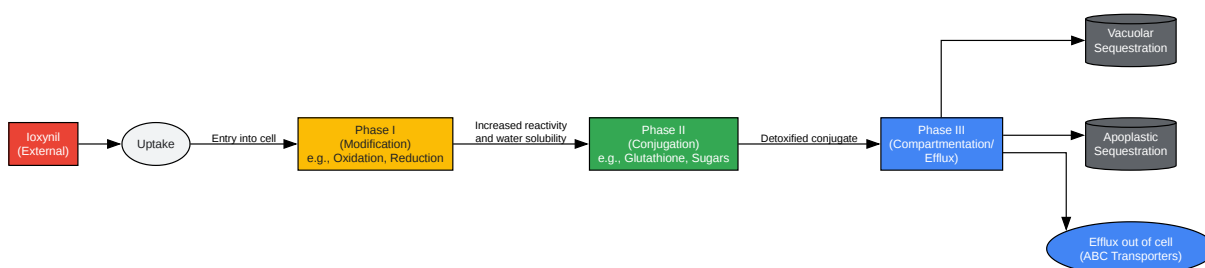 Ioxynil
(External)
Uptake
Entry into cell
Phase I
(Modification)
e.g., Oxidation, Reduction
Increased reactivity
and water solubility
Phase II
(Conjugation)
e.g., Glutathione, Sugars
Detoxified conjugate
Phase III
(Compartmentation/
Efflux)
Vacuolar
Sequestration
Apoplastic
Sequestration
Efflux out of cell
(ABC Transporters)